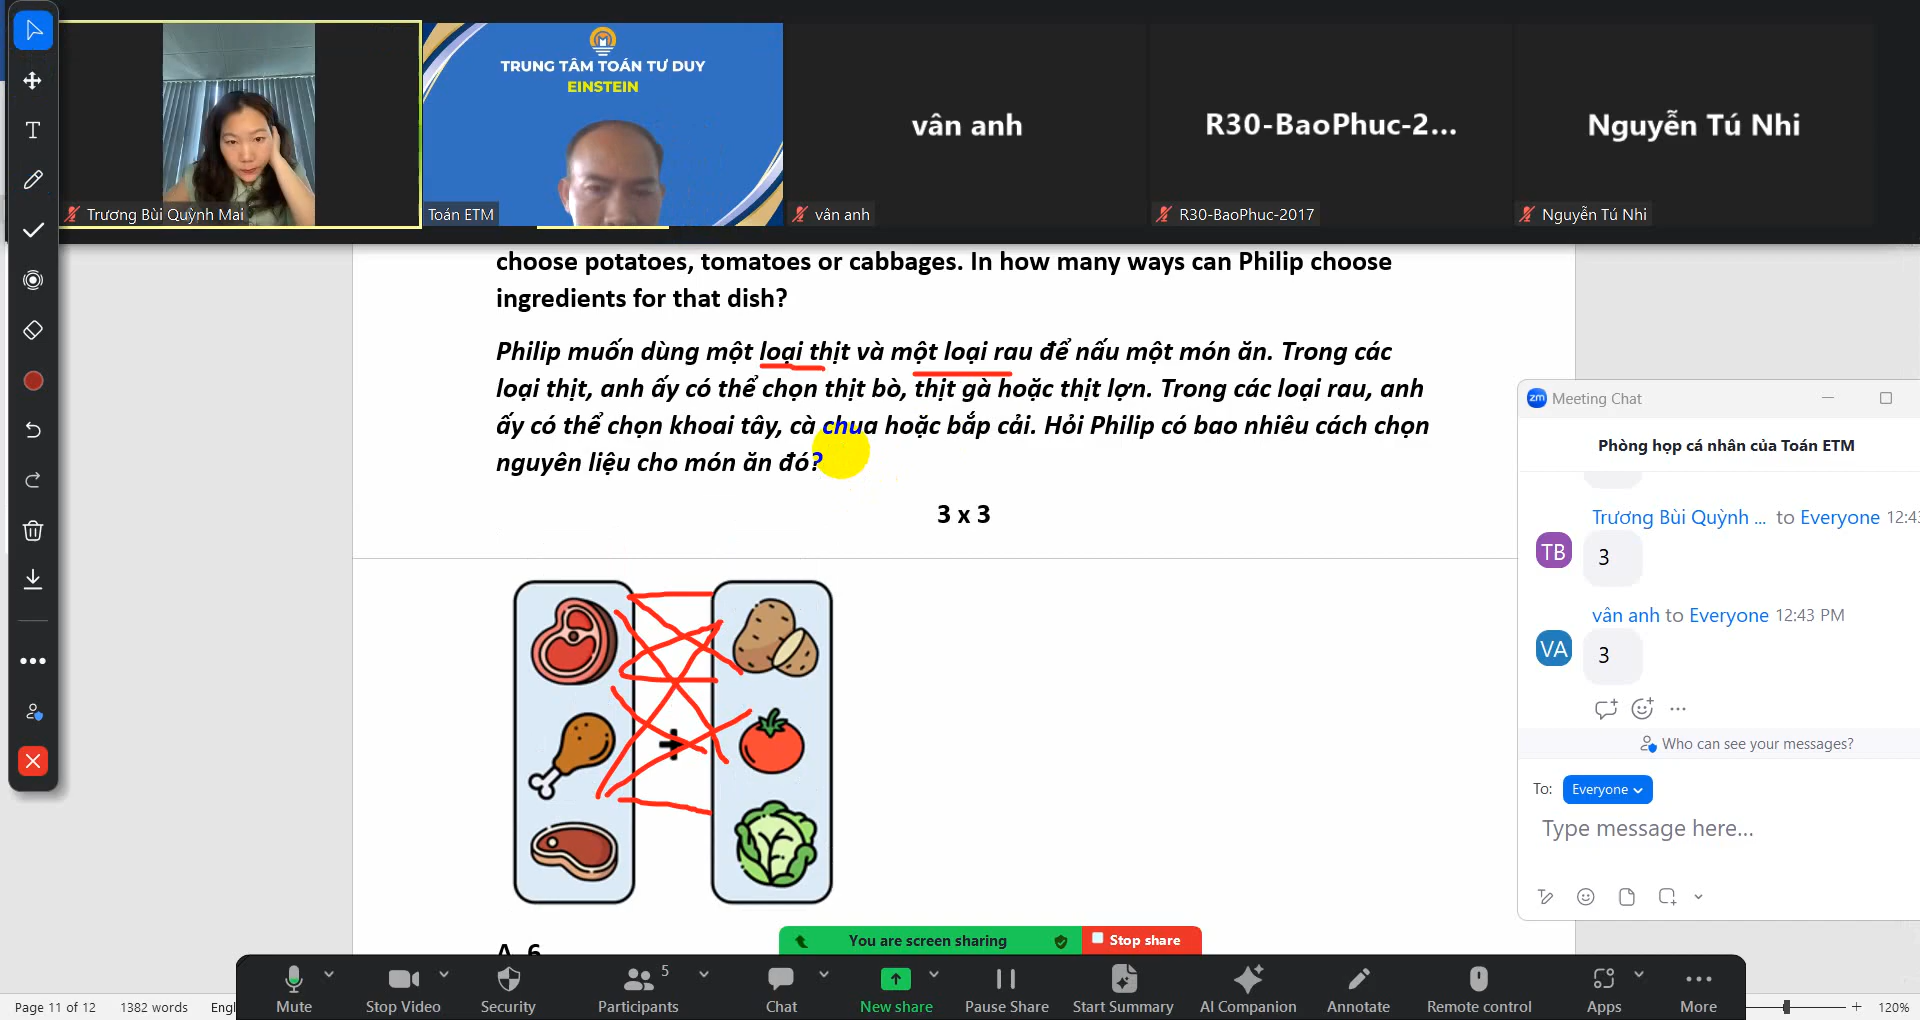 TRUNG TÂM TOÁN TƯ DUY
EINSTEIN
vân anh
R30-BaoPhuc-2...
Nguyễn Tú Nhi
Trương Bùi Quỳnh Mai
Toán ETM
vân anh
R30-BaoPhuc-2017
Nguyễn Tú Nhi
choose potatoes, tomatoes or cabbages. In how many ways can Philip choose
ingredients for that dish?
Philip muốn dùng một loại thịt và một loại rau để nấu một món ăn. Trong các
loại thịt, anh ấy có thể chọn thịt bò, thịt gà hoặc thịt lợn. Trong các loại rau, anh
ấy có thể chọn khoai tây, cà chua hoặc bắp cải. Hỏi Philip có bao nhiêu cách chọn
nguyên liệu cho món ăn đó?
3 x 3
A. 6
zm Meeting Chat
Phòng họp cá nhân của Toán ETM
Trương Bùi Quỳnh ... to Everyone 12:43
TB
3
vân anh to Everyone 12:43 PM
VA
3
Who can see your messages?
To: Everyone
Type message here...
You are screen sharing
Stop share
Mute
Stop Video
Security
Participants
5
Chat
New share
Pause Share
Start Summary
AI Companion
Annotate
Remote control
Apps
More
Page 11 of 12
1382 words
Engl
120%